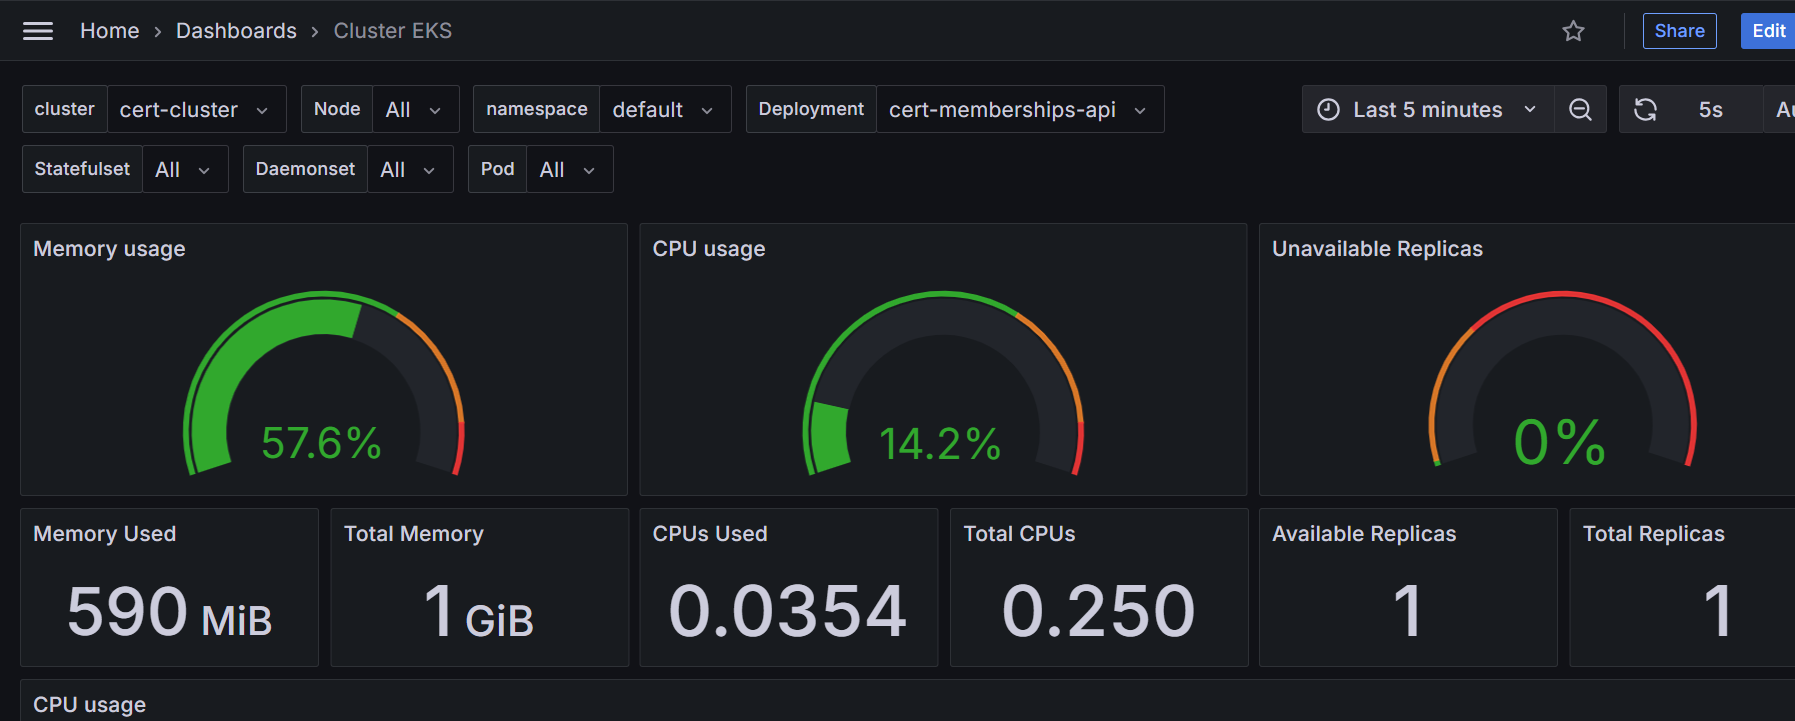 Home › Dashboards › Cluster EKS
Share
Edit
cluster cert-cluster
Node All
namespace default
Deployment cert-memberships-api
Last 5 minutes
5s
Au
Statefulset All
Daemonset All
Pod All
Memory usage
57.6%
CPU usage
14.2%
Unavailable Replicas
0%
Memory Used
590 MiB
Total Memory
1 GiB
CPUs Used
0.0354
Total CPUs
0.250
Available Replicas
1
Total Replicas
1
CPU usage